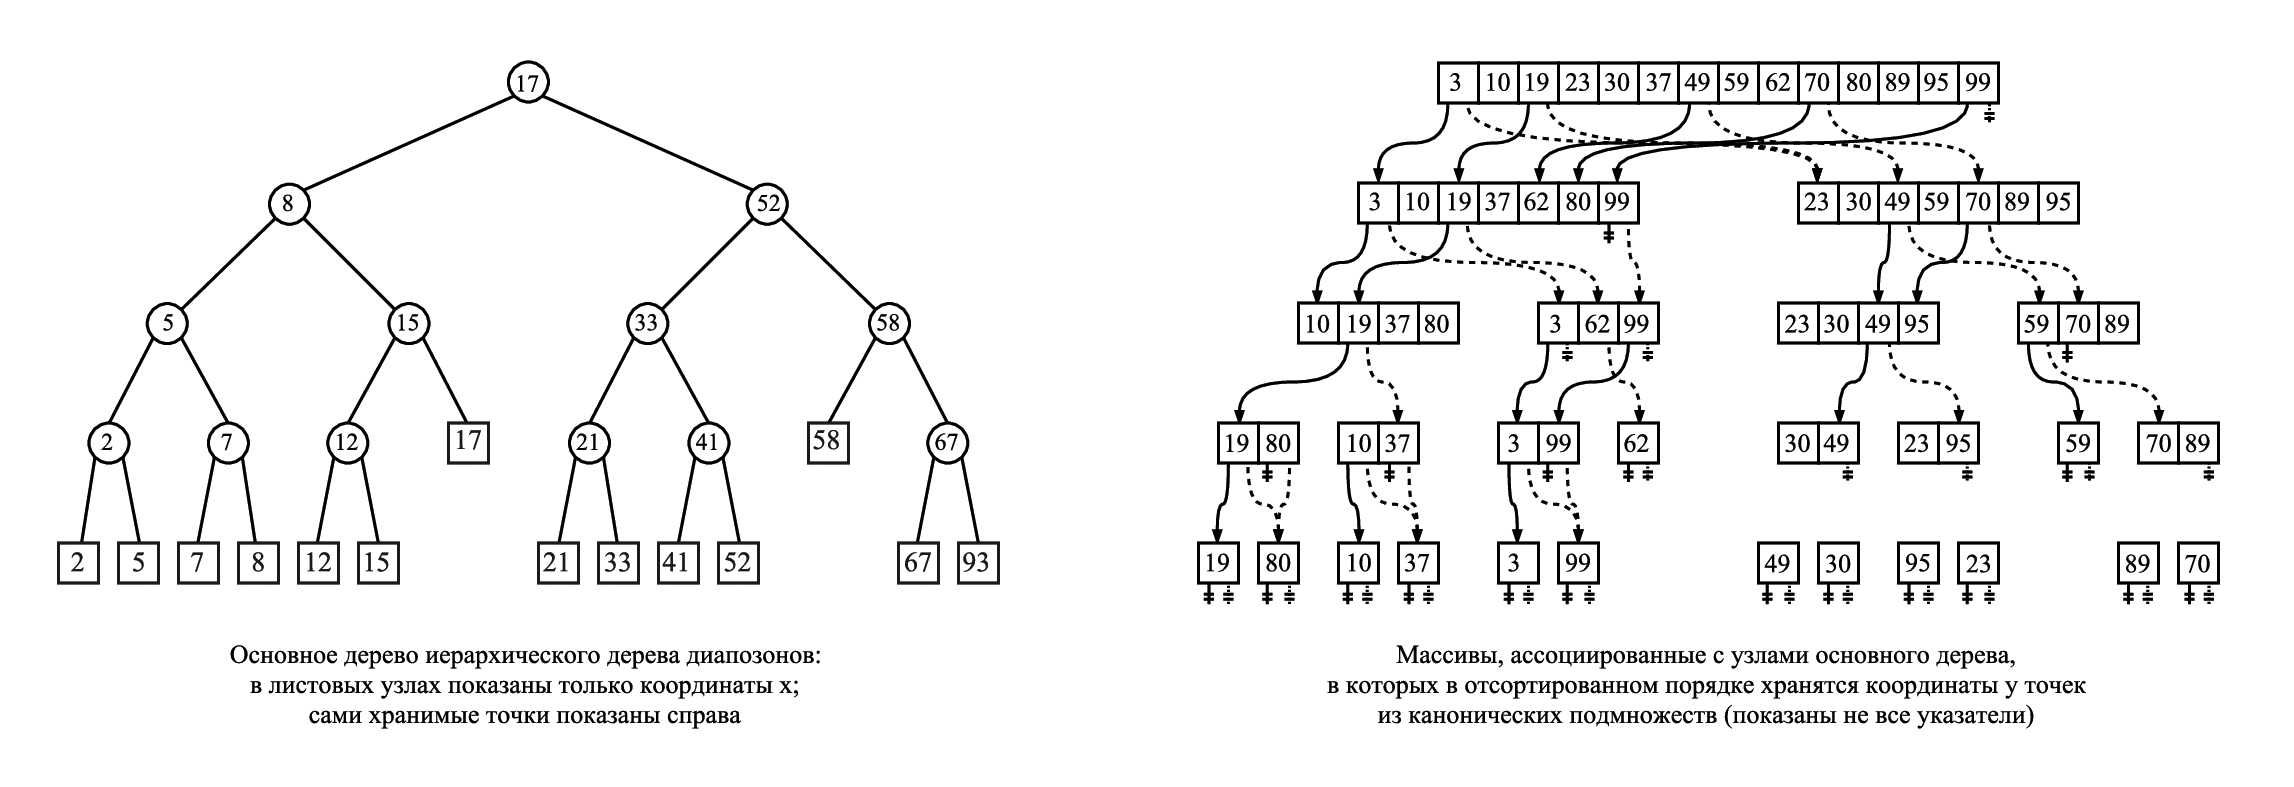 17
3 10 19 23 30 37 49 59 62 70 80 89 95 99
8 52
3 10 19 37 62 80 99
23 30 49 59 70 89 95
5 15 33 58
10 19 37 80
3 62 99
23 30 49 95
59 70 89
2 7 12 17 21 41 58 67
19 80
10 37
3 99
62
30 49
23 95
59
70 89
2 5 7 8 12 15 21 33 41 52 67 93
19 80 10 37 3 99 49 30 95 23 89 70
Основное дерево иерархического дерева диапозонов:
в листовых узлах показаны только координаты x;
сами хранимые точки показаны справа
Массивы, ассоциированные с узлами основного дерева,
в которых в отсортированном порядке хранятся координаты y точек
из канонических подмножеств (показаны не все указатели)